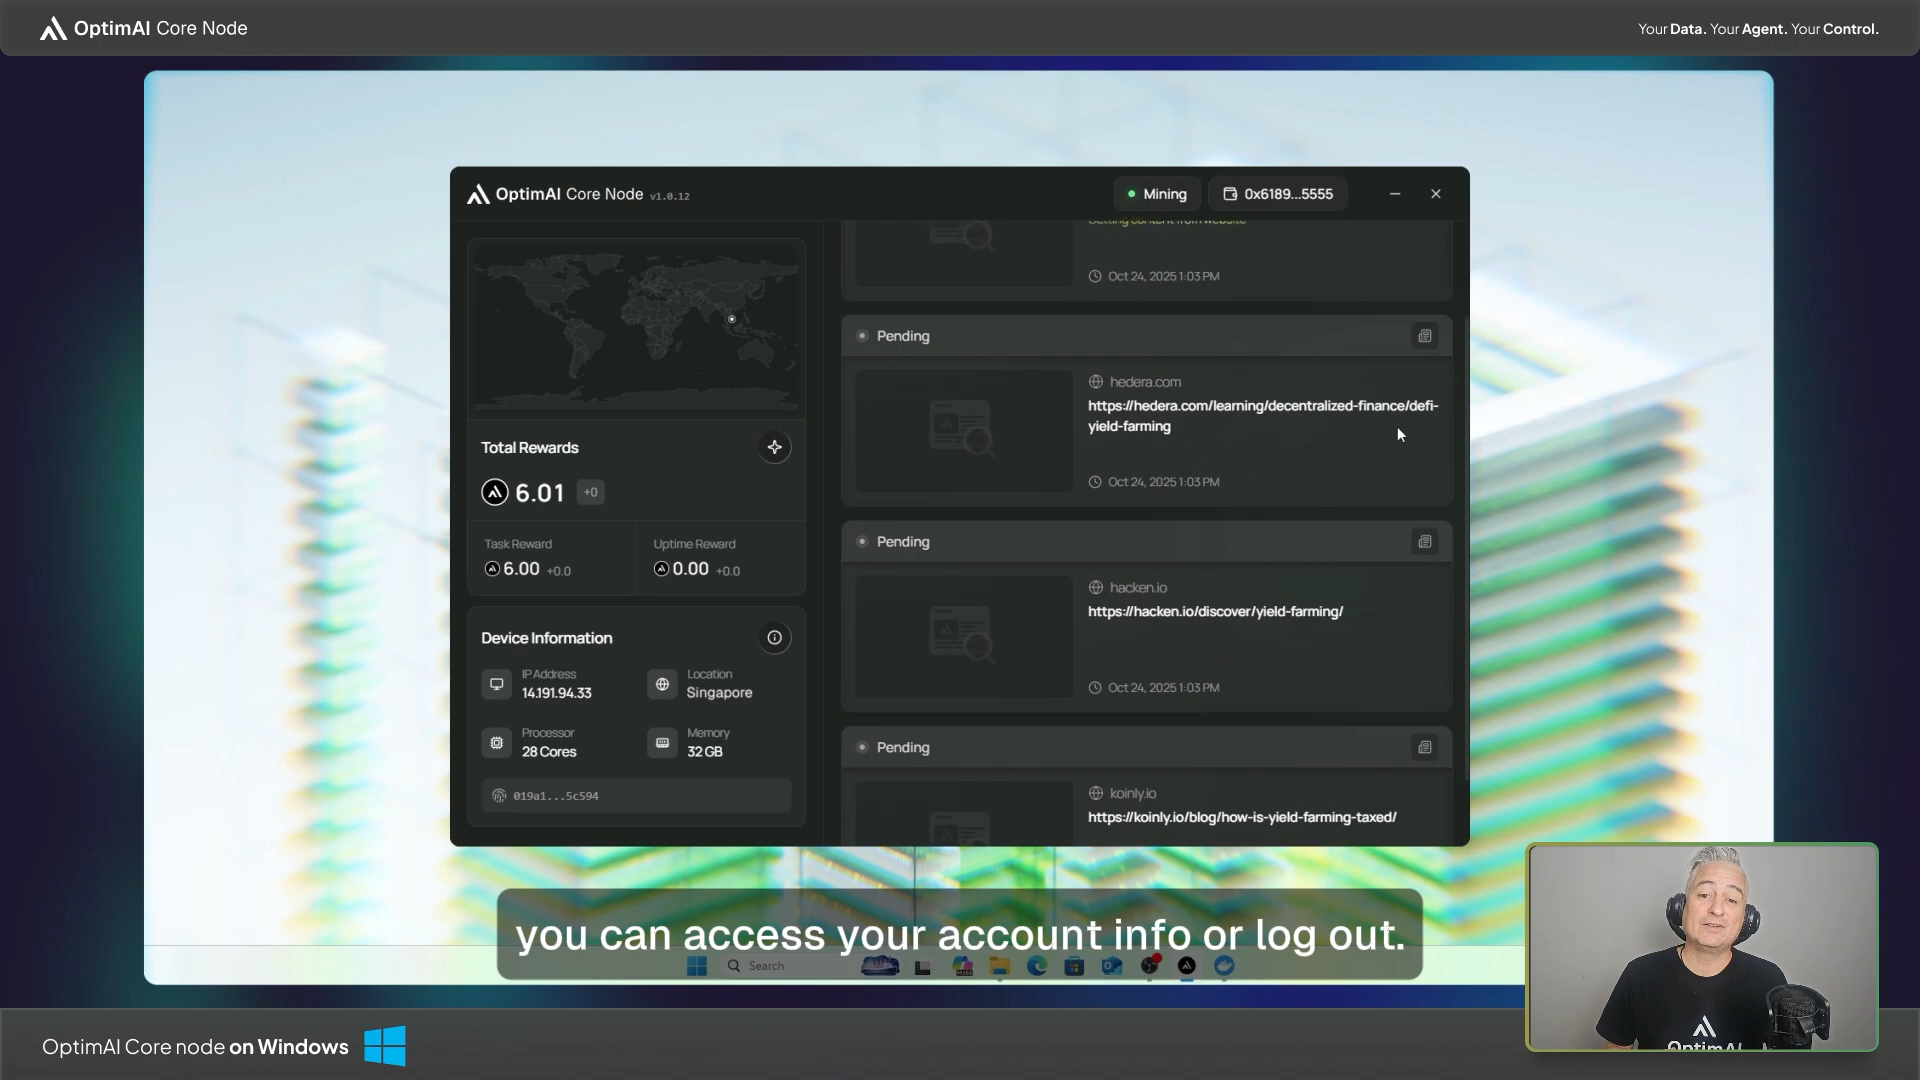 OptimAI Core Node
Your Data. Your Agent. Your Control.
OptimAI Core Node v1.0.12
Mining
0x6189...5555
Getting content from website
Oct 24, 2025 1:03 PM
Pending
hedera.com
https://hedera.com/learning/decentralized-finance/defi-
yield-farming
Oct 24, 2025 1:03 PM
Pending
hacken.io
https://hacken.io/discover/yield-farming/
Oct 24, 2025 1:03 PM
Pending
koinly.io
https://koinly.io/blog/how-is-yield-farming-taxed/
Total Rewards
6.01 +0
Task Reward
6.00 +0.0
Uptime Reward
0.00 +0.0
Device Information
IP Address
14.191.94.33
Location
Singapore
Processor
28 Cores
Memory
32 GB
019a1...5c594
you can access your account info or log out.
Search
OptimAI
OptimAI Core node on Windows